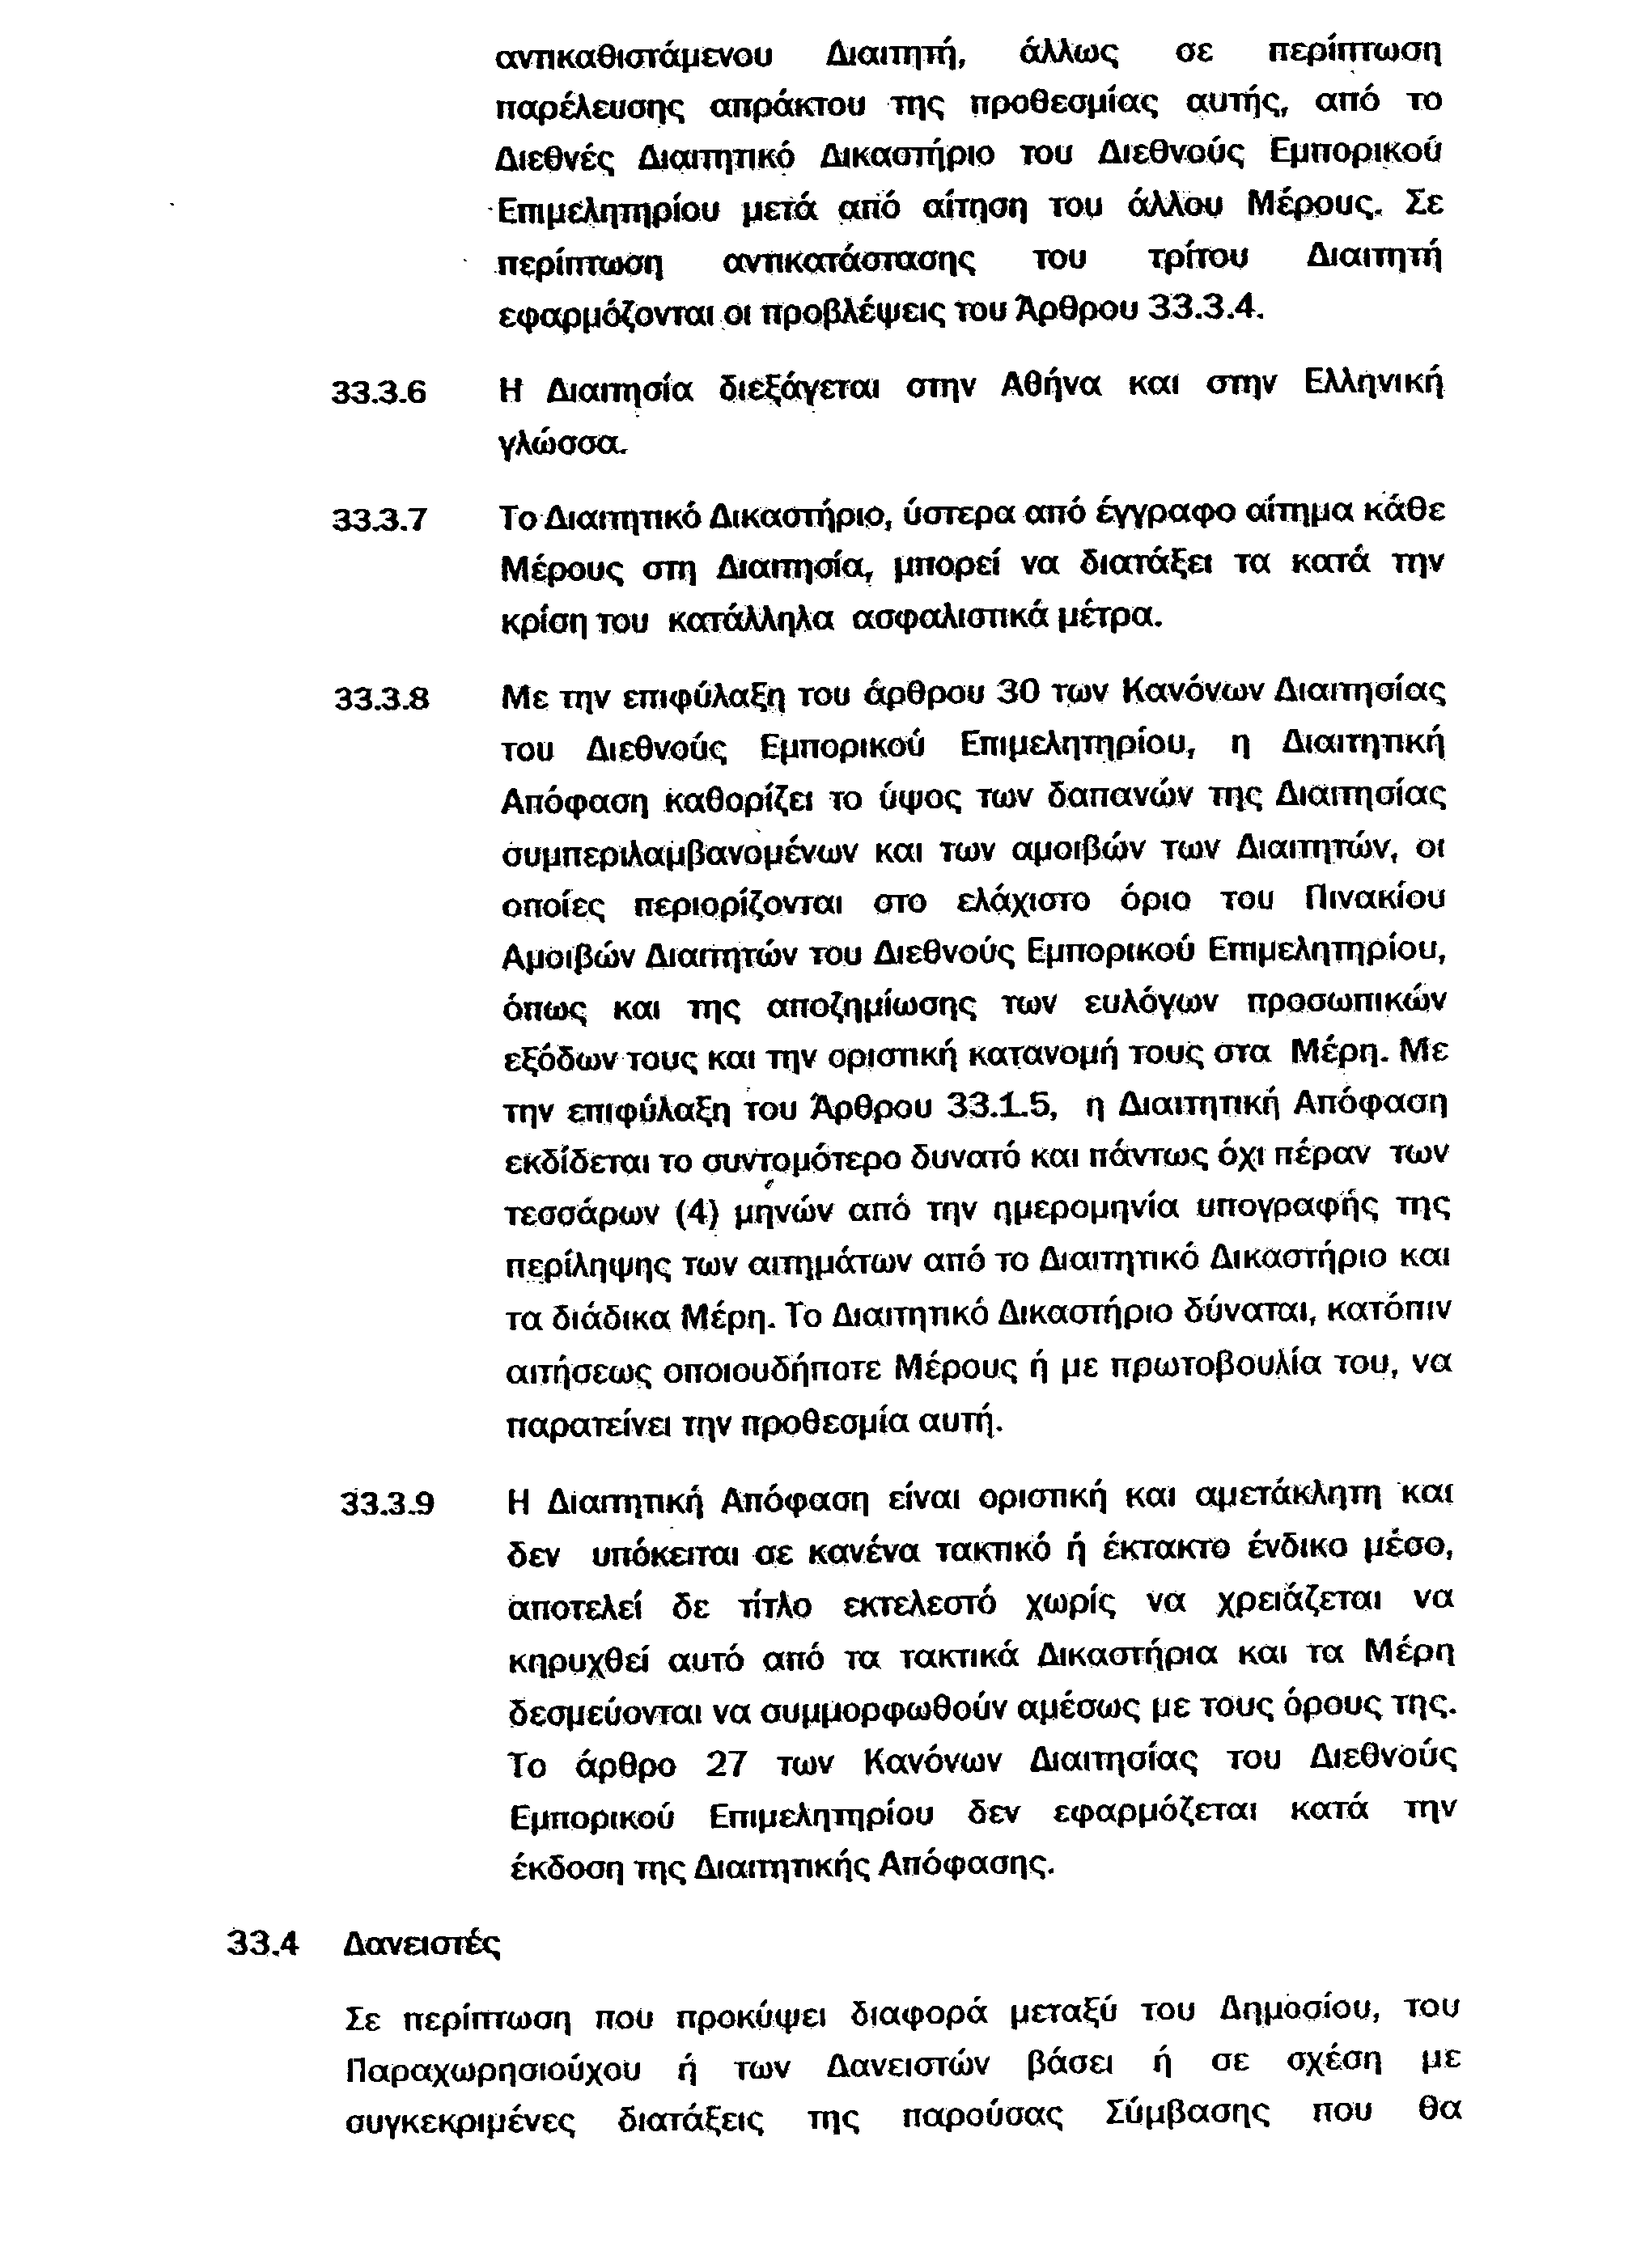 αντικαθιστάμενου Διαιτητή, άλλως σε περίπτωση
παρέλευσης απράκτου της προθεσμίας αυτής, από το
Διεθνές Διαιτητικό Δικαστήριο του Διεθνούς Εμπορικού
Επιμελητηρίου μετά από αίτηση του άλλου Μέρους. Σε
περίπτωση αντικατάστασης του τρίτου Διαιτητή
εφαρμόζονται οι προβλέψεις του Άρθρου 33.3.4.
33.3.6 Η Διαιτησία διεξάγεται στην Αθήνα και στην Ελληνική
γλώσσα.
33.3.7 Το Διαιτητικό Δικαστήριο, ύστερα από έγγραφο αίτημα κάθε
Μέρους στη Διαιτησία, μπορεί να διατάξει τα κατά την
κρίση του κατάλληλα ασφαλιστικά μέτρα.
33.3.8 Με την επιφύλαξη του άρθρου 30 των Κανόνων Διαιτησίας
του Διεθνούς Εμπορικού Επιμελητηρίου, η Διαιτητική
Απόφαση καθορίζει το ύψος των δαπανών της Διαιτησίας
συμπεριλαμβανομένων και των αμοιβών των Διαιτητών, οι
οποίες περιορίζονται στο ελάχιστο όριο του Πινακίου
Αμοιβών Διαιτητών του Διεθνούς Εμπορικού Επιμελητηρίου,
όπως και της αποζημίωσης των ευλόγων προσωπικών
εξόδων τους και την οριστική κατανομή τους στα Μέρη. Με
την επιφύλαξη του Άρθρου 33.1.5, η Διαιτητική Απόφαση
εκδίδεται το συντομότερο δυνατό και πάντως όχι πέραν των
τεσσάρων (4) μηνών από την ημερομηνία υπογραφής της
περίληψης των αιτημάτων από το Διαιτητικό Δικαστήριο και
τα διάδικα Μέρη. Το Διαιτητικό Δικαστήριο δύναται, κατόπιν
αιτήσεως οποιουδήποτε Μέρους ή με πρωτοβουλία του, να
παρατείνει την προθεσμία αυτή.
33.3.9 Η Διαιτητική Απόφαση είναι οριστική και αμετάκλητη και
δεν υπόκειται σε κανένα τακτικό ή έκτακτο ένδικο μέσο,
αποτελεί δε τίτλο εκτελεστό χωρίς να χρειάζεται να
κηρυχθεί αυτό από τα τακτικά Δικαστήρια και τα Μέρη
δεσμεύονται να συμμορφωθούν αμέσως με τους όρους της.
Το άρθρο 27 των Κανόνων Διαιτησίας του Διεθνούς
Εμπορικού Επιμελητηρίου δεν εφαρμόζεται κατά την
έκδοση της Διαιτητικής Απόφασης.
33.4 Δανειστές
Σε περίπτωση που προκύψει διαφορά μεταξύ του Δημοσίου, του
Παραχωρησιούχου ή των Δανειστών βάσει ή σε σχέση με
συγκεκριμένες διατάξεις της παρούσας Σύμβασης που θα